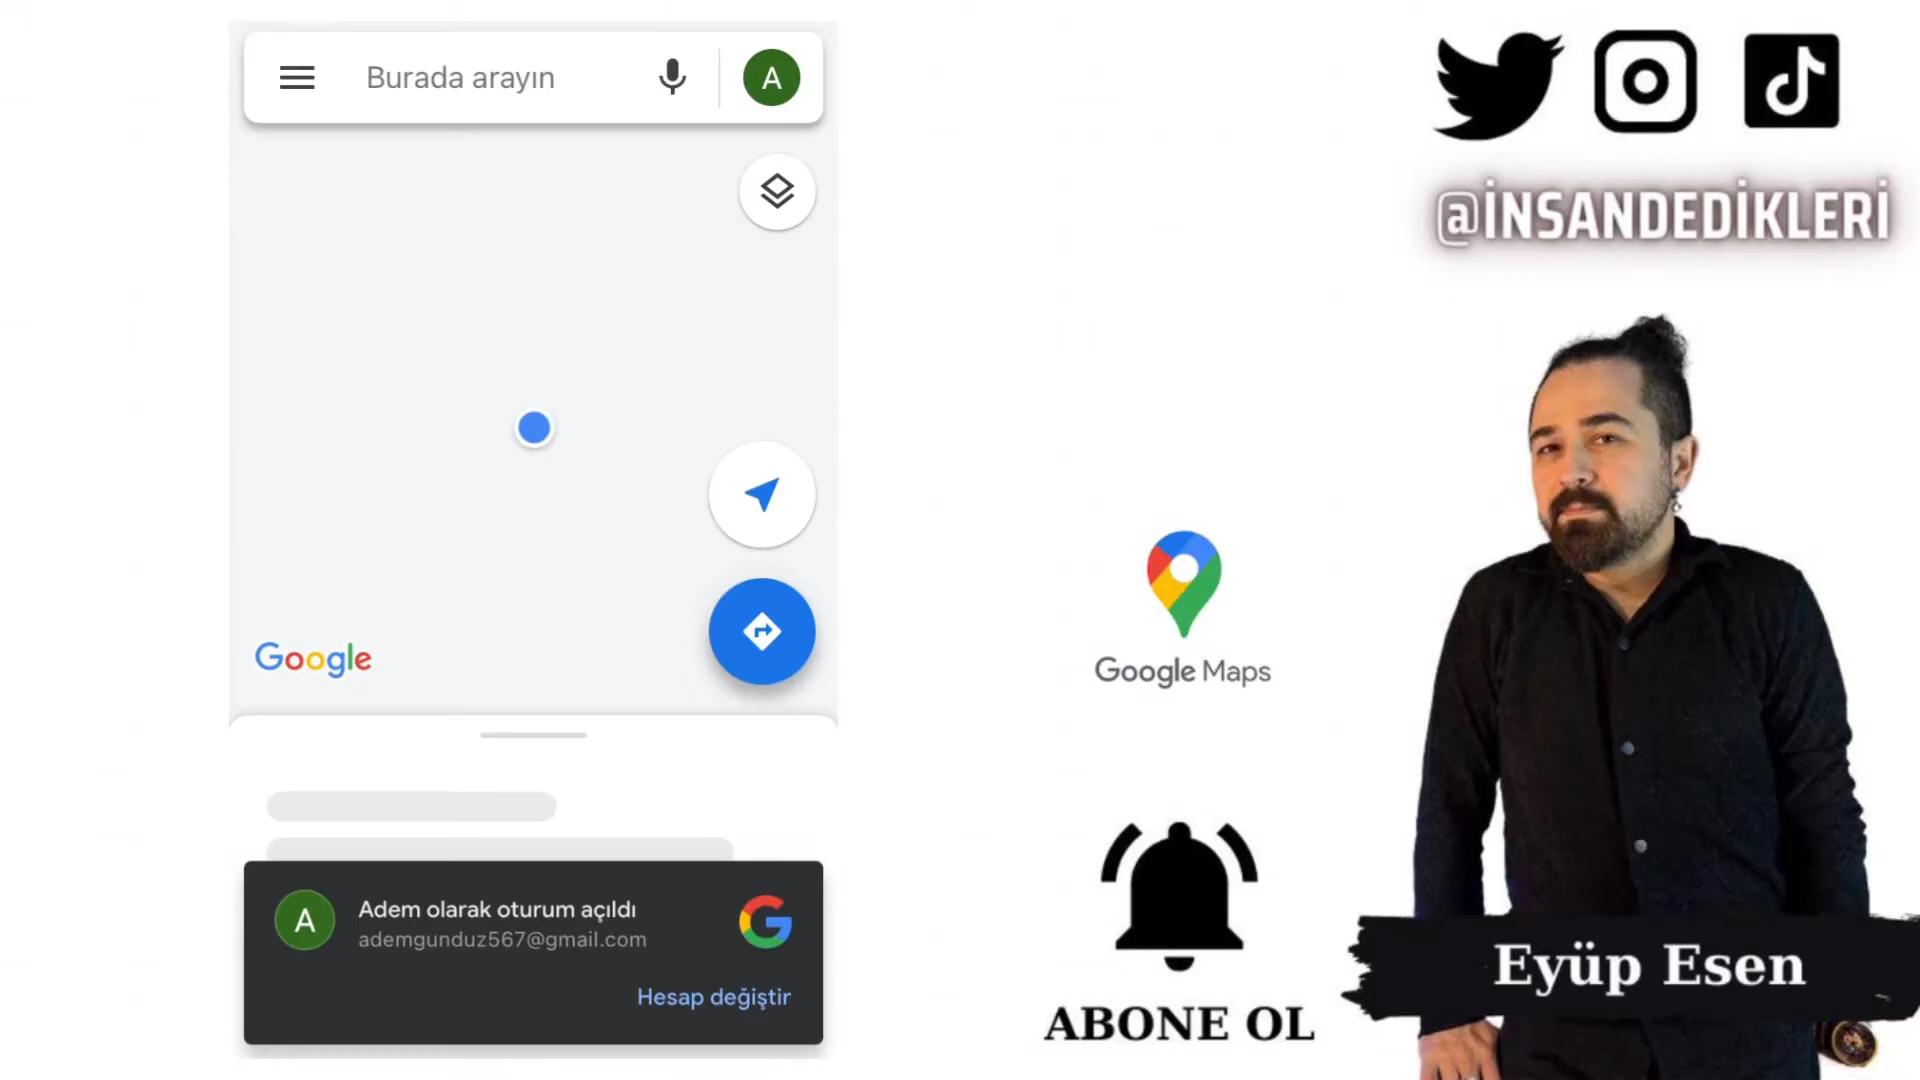 Burada arayın
A
Google
A
Adem olarak oturum açıldı
ademgunduz567@gmail.com
Hesap değiştir
Google Maps
ABONE OL
@İNSANDEDİKLERİ
Eyüp Esen